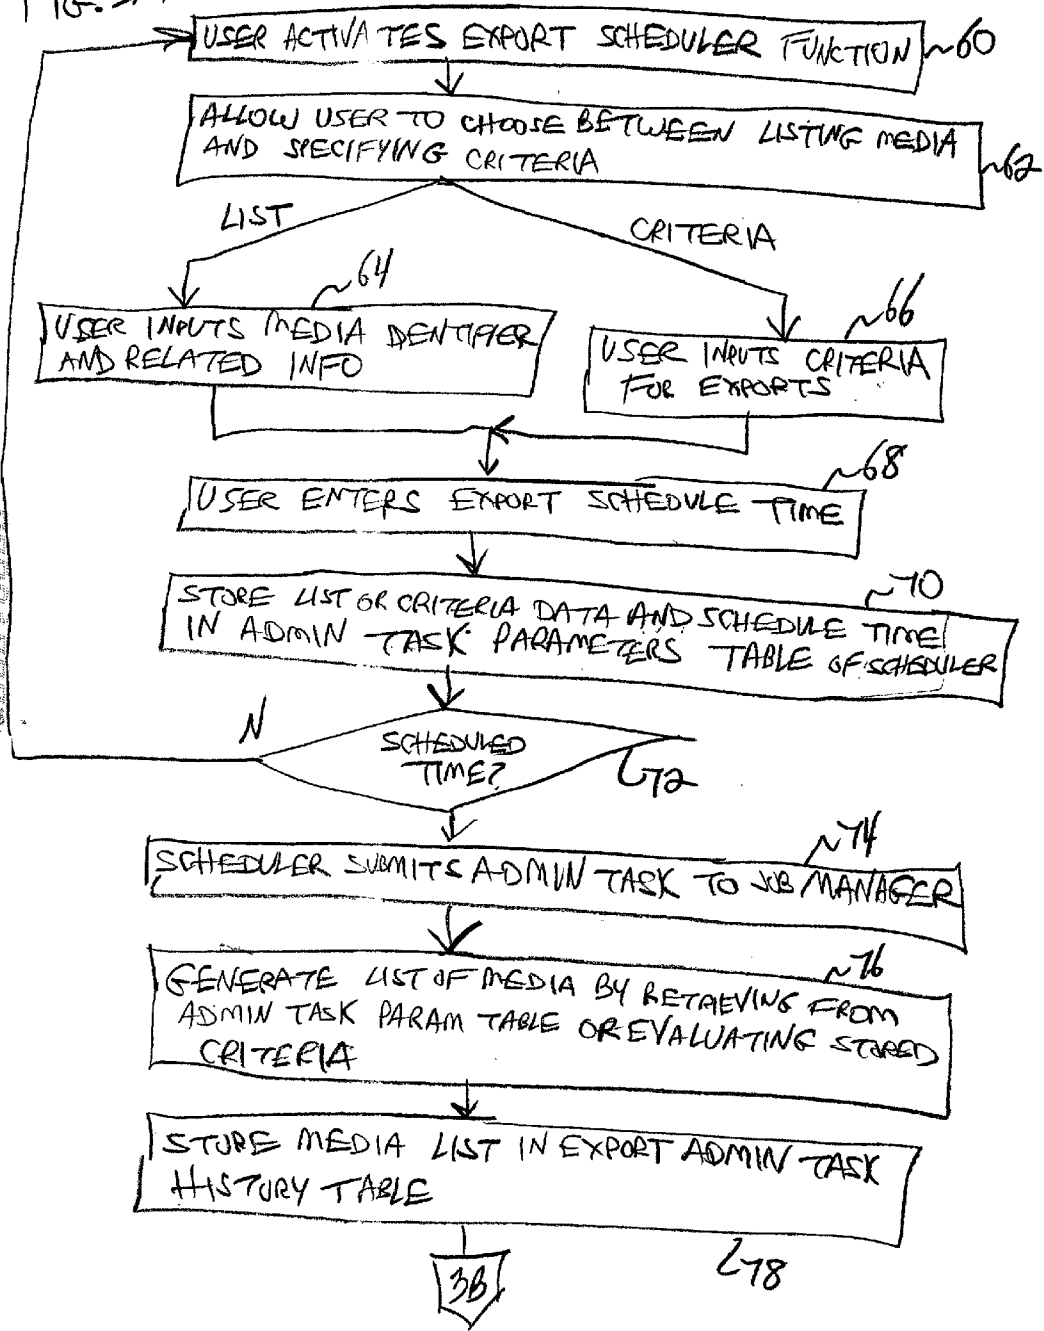 FIG. 3A
USER ACTIVATES EXPORT SCHEDULER FUNCTION
60
ALLOW USER TO CHOOSE BETWEEN LISTING MEDIA
AND SPECIFYING CRITERIA
62
LIST
CRITERIA
64
USER INPUTS MEDIA IDENTIFIER
AND RELATED INFO
66
USER INPUTS CRITERIA
FOR EXPORTS
68
USER ENTERS EXPORT SCHEDULE TIME
70
STORE LIST OR CRITERIA DATA AND SCHEDULE TIME
IN ADMIN TASK PARAMETERS TABLE OF SCHEDULER
N
SCHEDULED
TIME?
72
74
SCHEDULER SUBMITS ADMIN TASK TO JOB MANAGER
76
GENERATE LIST OF MEDIA BY RETRIEVING FROM
ADMIN TASK PARAM TABLE OR EVALUATING STORED
CRITERIA
STORE MEDIA LIST IN EXPORT ADMIN TASK
HISTORY TABLE
78
3B